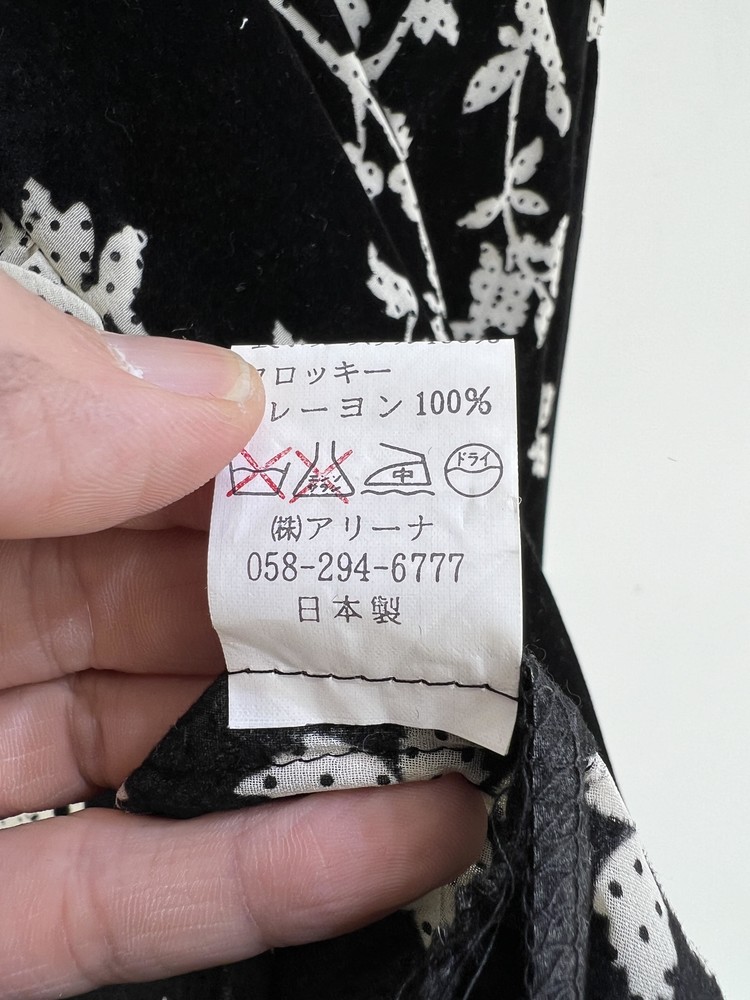 フロッキー
レーヨン 100%
中 ドライ
㈱アリーナ
058-294-6777
日本製